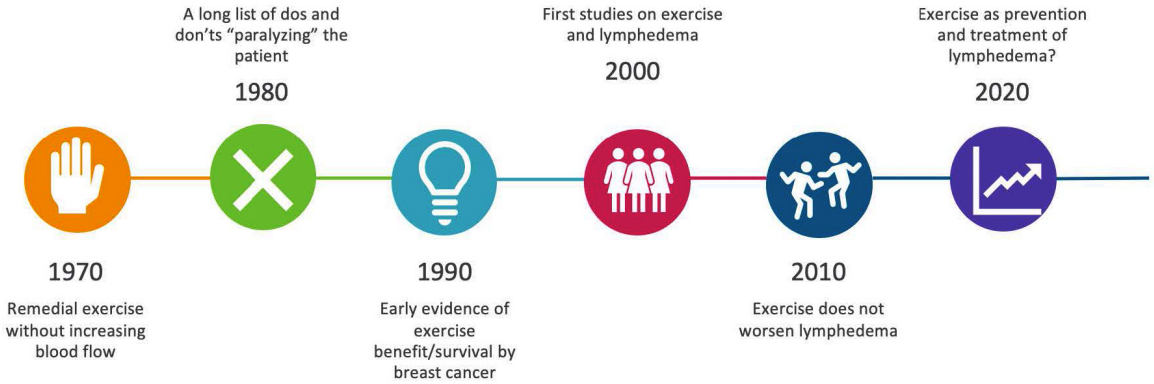 A long list of dos and
don'ts “paralyzing” the
patient
1980
First studies on exercise
and lymphedema
2000
Exercise as prevention
and treatment of
lymphedema?
2020
1970
Remedial exercise
without increasing
blood flow
1990
Early evidence of
exercise
benefit/survival by
breast cancer
2010
Exercise does not
worsen lymphedema